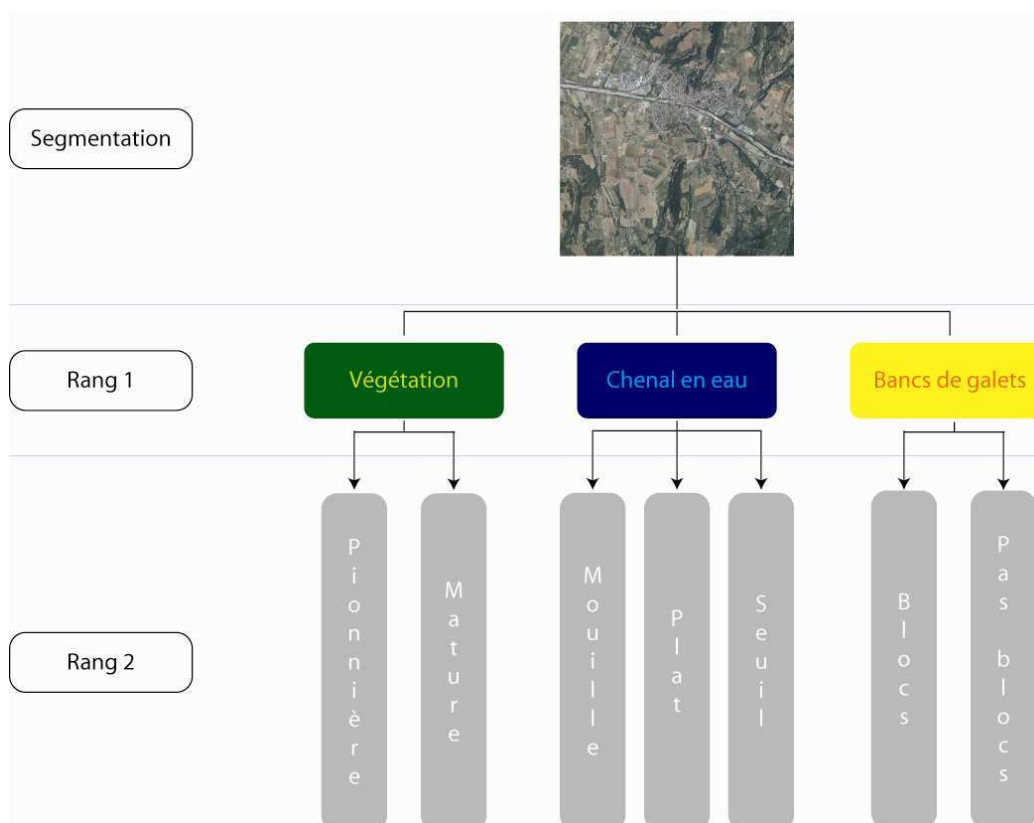 Segmentation
Rang 1
Végétation
Chenal en eau
Bancs de galets
Rang 2
Pionnière
Mature
Mouille
Plat
Seuil
Blocs
Pas blocs